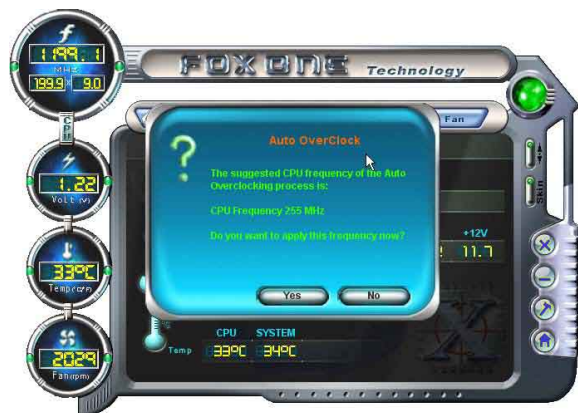 1199.1
MHz
199.9 × 9.0
CPU
FOX ONE Technology
Fan
Auto OverClock
The suggested CPU frequency of the Auto
Overclocking process is:
CPU Frequency 255 MHz
Do you want to apply this frequency now?
Yes No
1.22
Volt (V)
33°C
Temp(C/F)
2029
Fan(rpm)
Skin
+12V
11.7
CPU SYSTEM
Temp 33°C 34°C